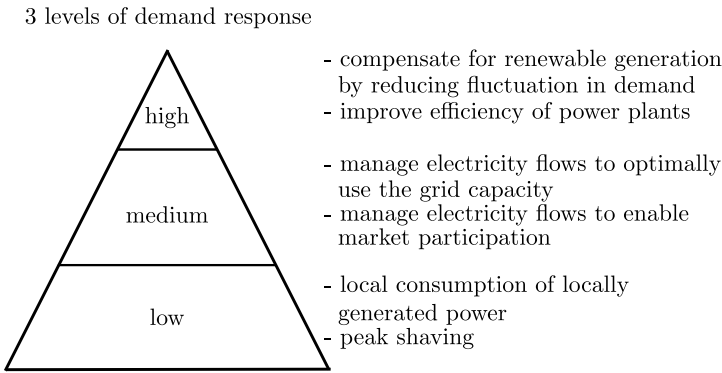 3 levels of demand response
high
- compensate for renewable generation
by reducing fluctuation in demand
- improve efficiency of power plants
medium
- manage electricity flows to optimally
use the grid capacity
- manage electricity flows to enable
market participation
low
- local consumption of locally
generated power
- peak shaving